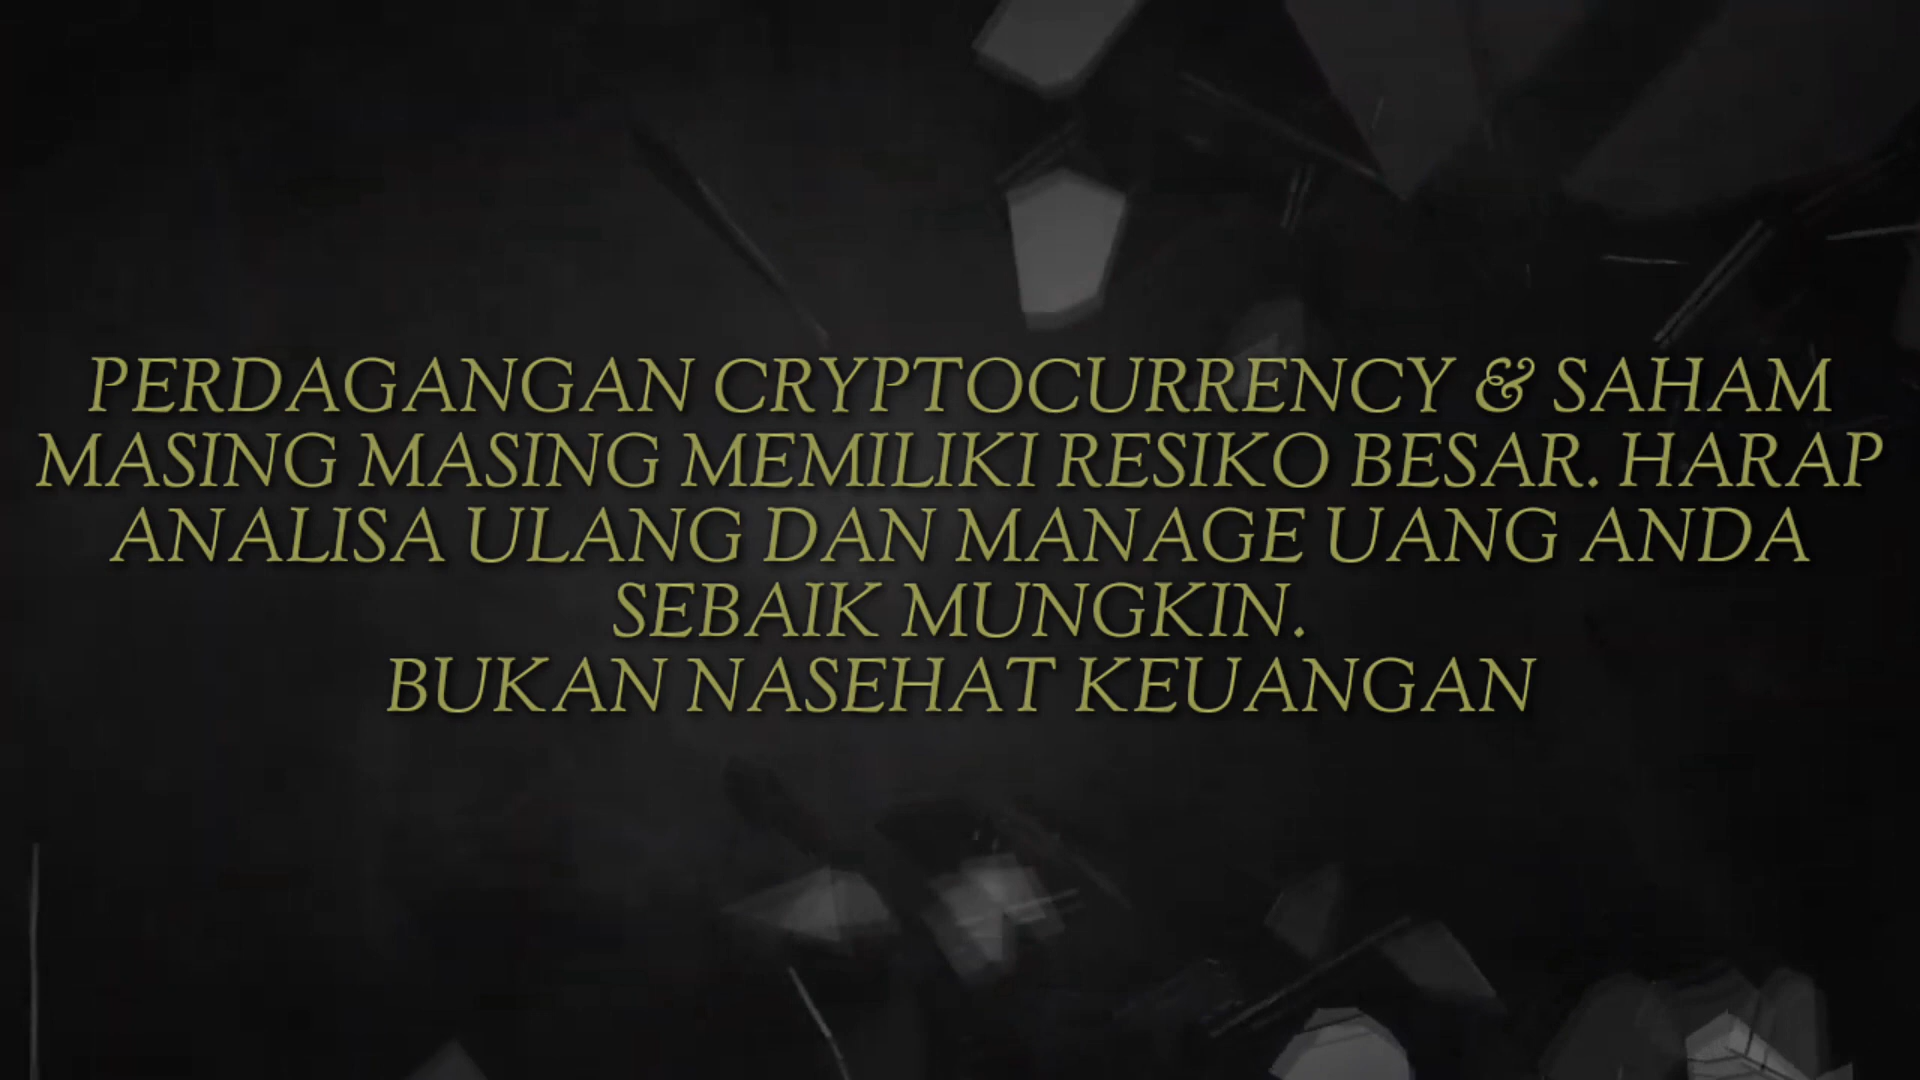 PERDAGANGAN CRYPTOCURRENCY & SAHAM
MASING MASING MEMILIKI RESIKO BESAR. HARAP
ANALISA ULANG DAN MANAGE UANG ANDA
SEBAIK MUNGKIN.
BUKAN NASEHAT KEUANGAN